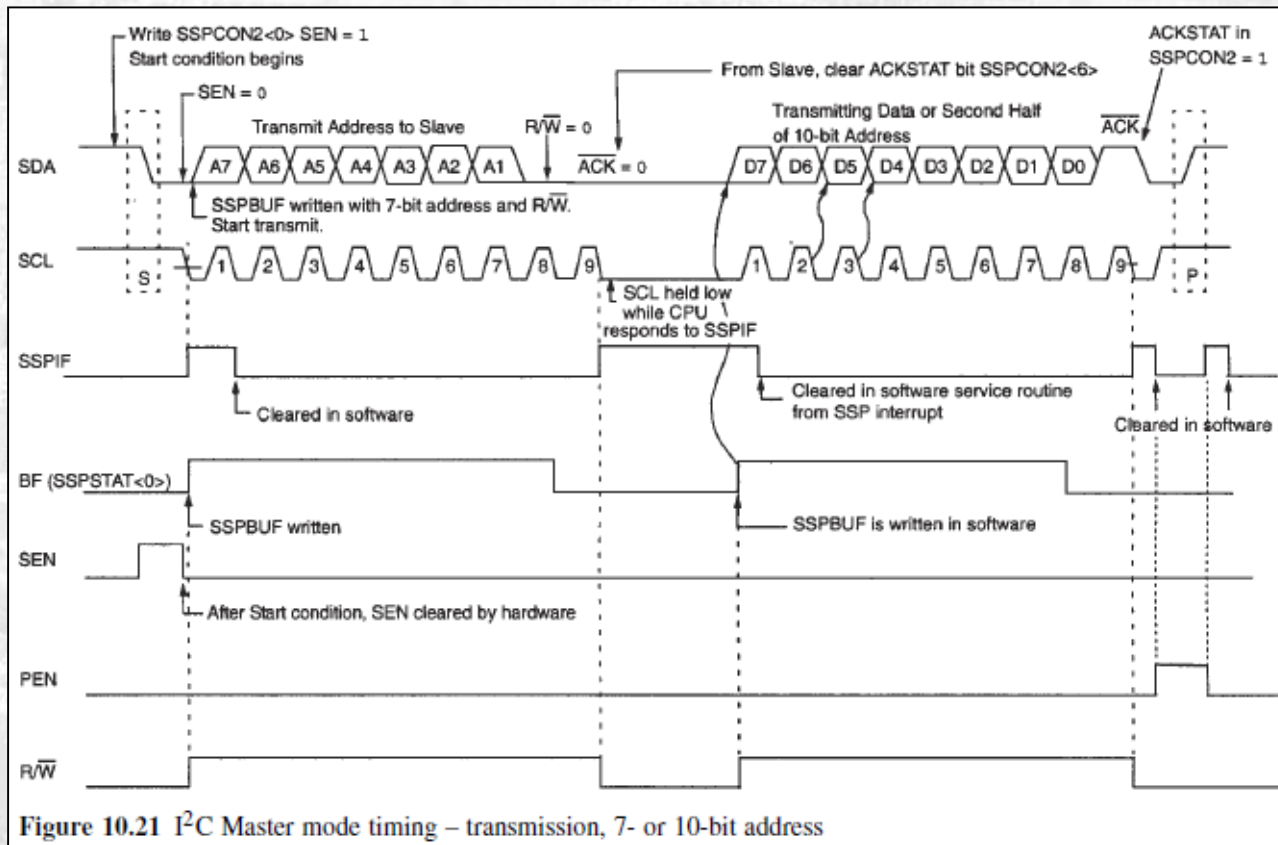 Write SSPCON2<0> SEN = 1
Start condition begins
ACKSTAT in
SSPCON2 = 1
From Slave, clear ACKSTAT bit SSPCON2<6>
SEN = 0
Transmit Address to Slave
R/W̅ = 0
Transmitting Data or Second Half
of 10-bit Address
A̅C̅K̅
SDA
A7 A6 A5 A4 A3 A2 A1
A̅C̅K̅ = 0
D7 D6 D5 D4 D3 D2 D1 D0
SSPBUF written with 7-bit address and R/W̅.
Start transmit.
SCL
S
1 2 3 4 5 6 7 8 9
1 2 3 4 5 6 7 8 9
P
SCL held low
while CPU
responds to SSPIF
SSPIF
Cleared in software
Cleared in software service routine
from SSP interrupt
Cleared in software
BF (SSPSTAT<0>)
SSPBUF written
SSPBUF is written in software
SEN
After Start condition, SEN cleared by hardware
PEN
R/W̅
Figure 10.21 I²C Master mode timing – transmission, 7- or 10-bit address